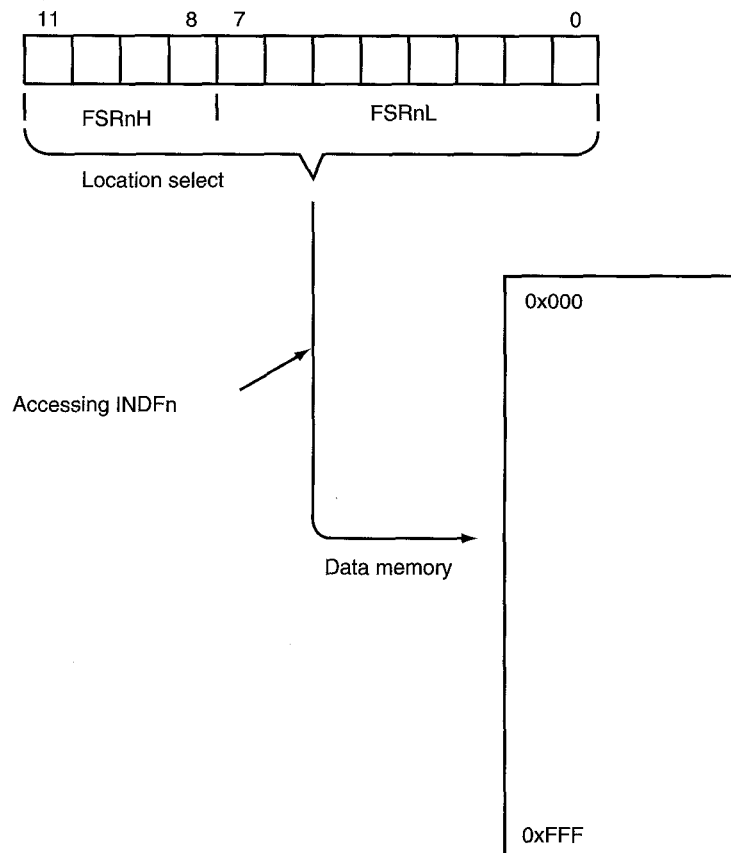 11 8 7 0
FSRnH FSRnL
Location select
0x000
Accessing INDFn
Data memory
0xFFF